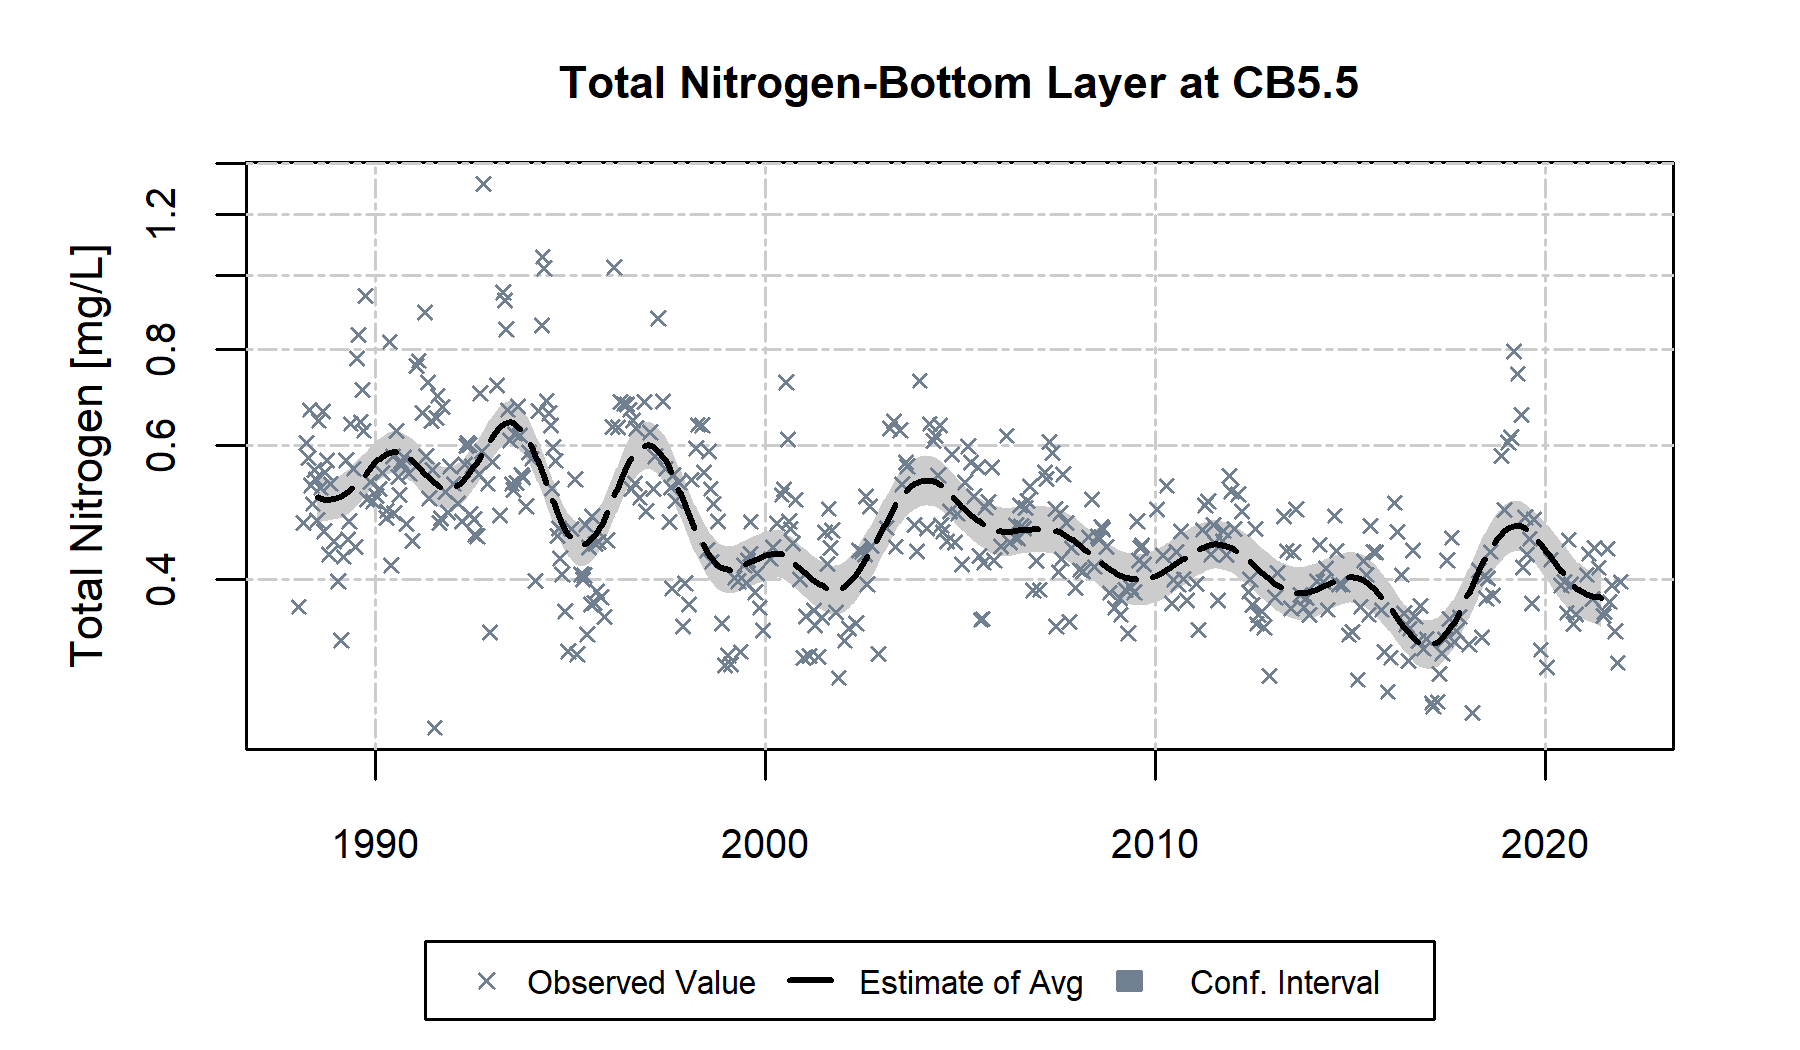 Total Nitrogen-Bottom Layer at CB5.5
Total Nitrogen [mg/L]
1.2
0.8
0.6
0.4
1990 2000 2010 2020
Observed Value Estimate of Avg Conf. Interval